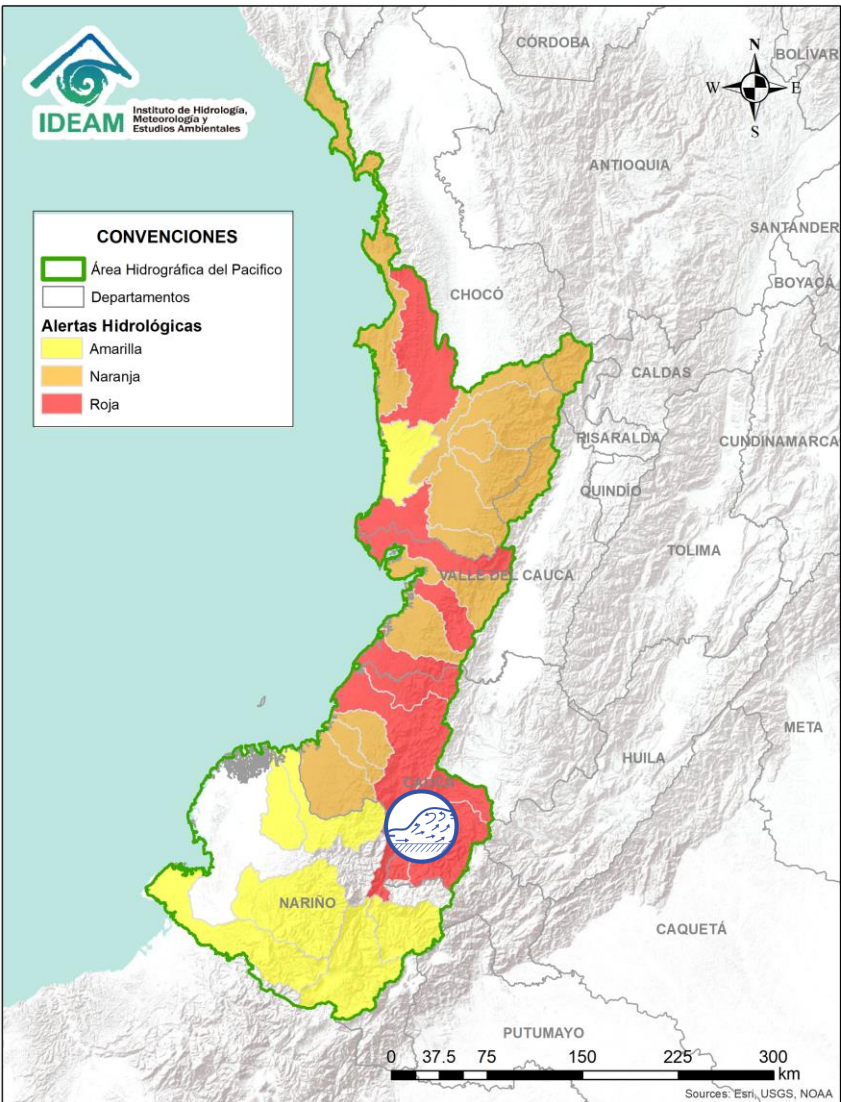 IDEAM
Instituto de Hidrología,
Meteorología y
Estudios Ambientales
N
W
E
S
CÓRDOBA
BOLÍVAR
ANTIOQUIA
SANTANDER
BOYACÁ
CHOCÓ
CALDAS
RISARALDA
CUNDINAMARCA
QUINDÍO
TOLIMA
VALLE DEL CAUCA
META
HUILA
CAUCA
NARIÑO
CAQUETÁ
PUTUMAYO
CONVENCIONES
Área Hidrográfica del Pacifico
Departamentos
Alertas Hidrológicas
Amarilla
Naranja
Roja
0 37.5 75 150 225 300
km
Sources: Esri, USGS, NOAA